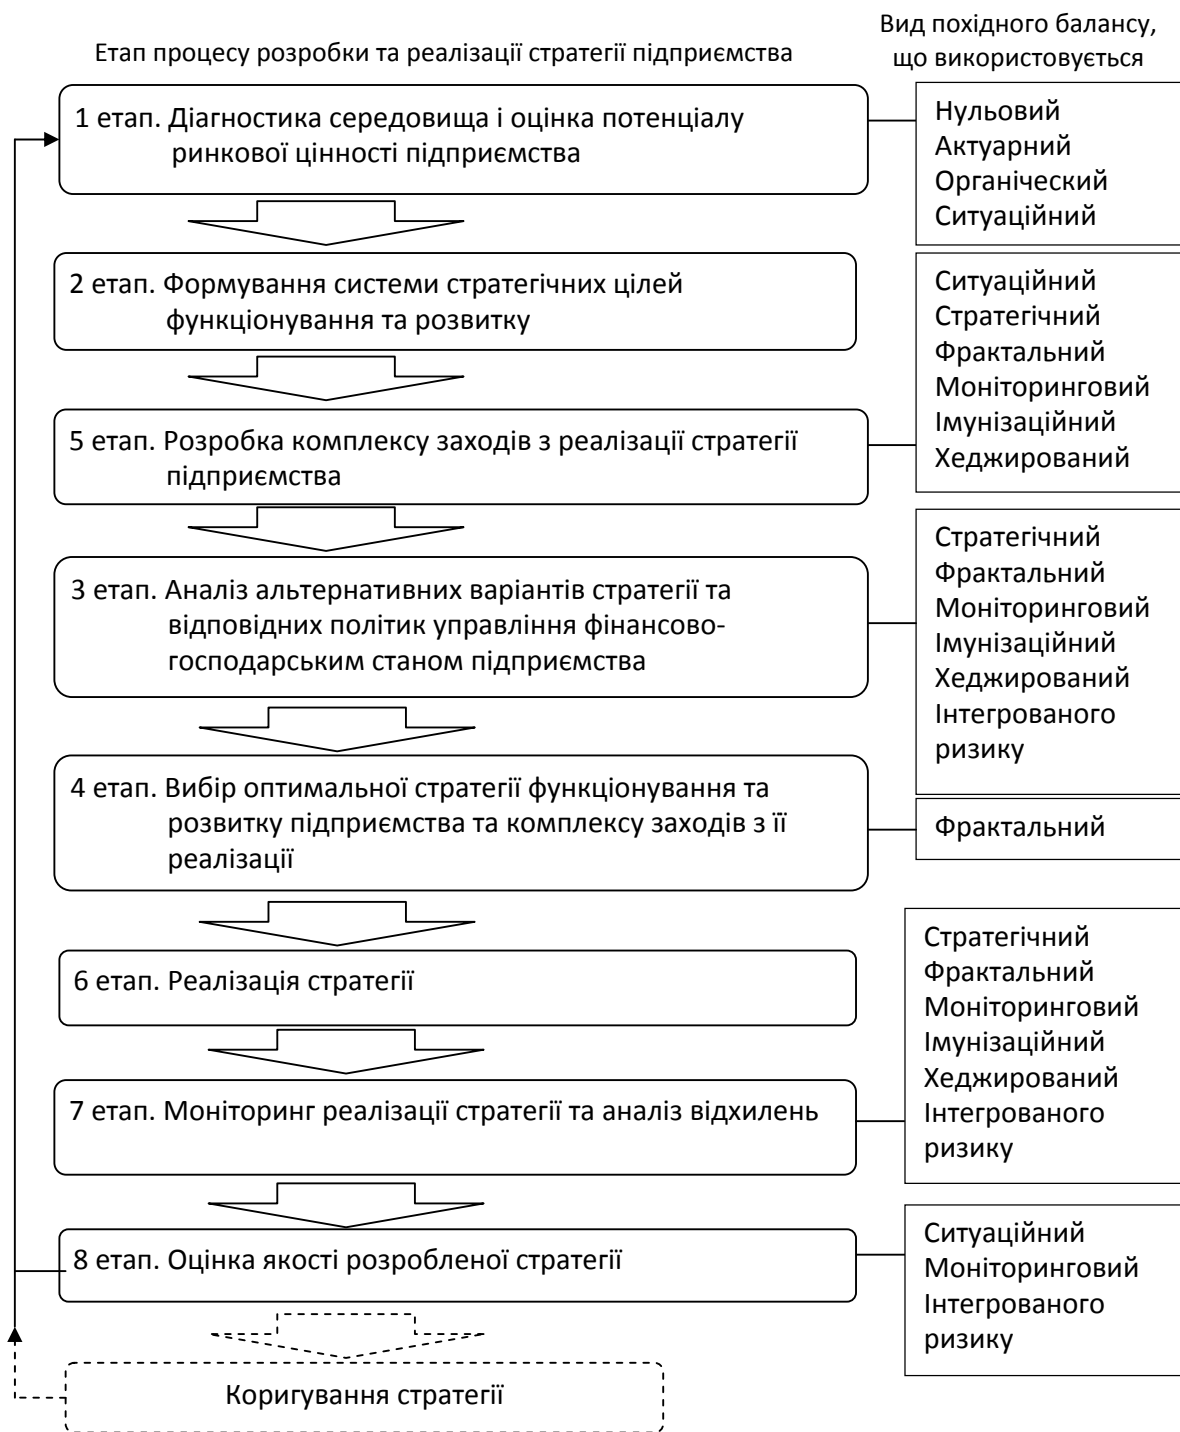 Етап процесу розробки та реалізації стратегії підприємства
Вид похідного балансу,
що використовується
1 етап. Діагностика середовища і оцінка потенціалу
ринкової цінності підприємства
Нульовий
Актуарний
Органіческий
Ситуаційний
2 етап. Формування системи стратегічних цілей
функціонування та розвитку
5 етап. Розробка комплексу заходів з реалізації стратегії
підприємства
Ситуаційний
Стратегічний
Фрактальний
Моніторинговий
Імунізаційний
Хеджирований
3 етап. Аналіз альтернативних варіантів стратегії та
відповідних політик управління фінансово-
господарським станом підприємства
Стратегічний
Фрактальний
Моніторинговий
Імунізаційний
Хеджирований
Інтегрованого
ризику
4 етап. Вибір оптимальної стратегії функціонування та
розвитку підприємства та комплексу заходів з її
реалізації
Фрактальний
6 етап. Реалізація стратегії
7 етап. Моніторинг реалізації стратегії та аналіз відхилень
Стратегічний
Фрактальний
Моніторинговий
Імунізаційний
Хеджирований
Інтегрованого
ризику
8 етап. Оцінка якості розробленої стратегії
Ситуаційний
Моніторинговий
Інтегрованого
ризику
Коригування стратегії